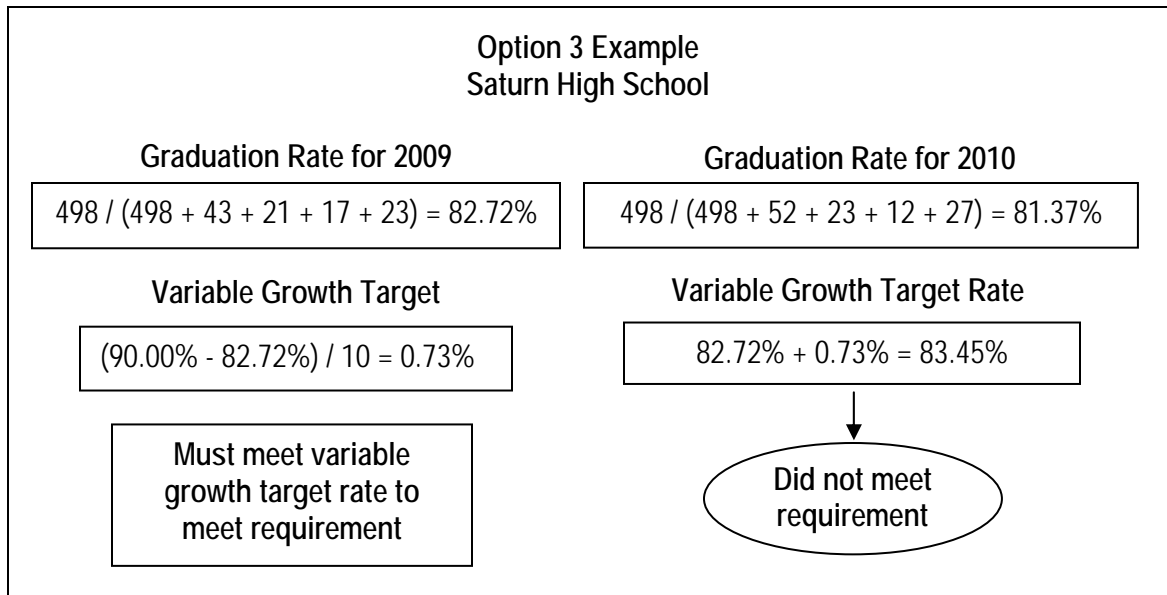 Option 3 Example
Saturn High School
Graduation Rate for 2009
498 / (498 + 43 + 21 + 17 + 23) = 82.72%
Variable Growth Target
(90.00% - 82.72%) / 10 = 0.73%
Must meet variable
growth target rate to
meet requirement
Graduation Rate for 2010
498 / (498 + 52 + 23 + 12 + 27) = 81.37%
Variable Growth Target Rate
82.72% + 0.73% = 83.45%
Did not meet
requirement